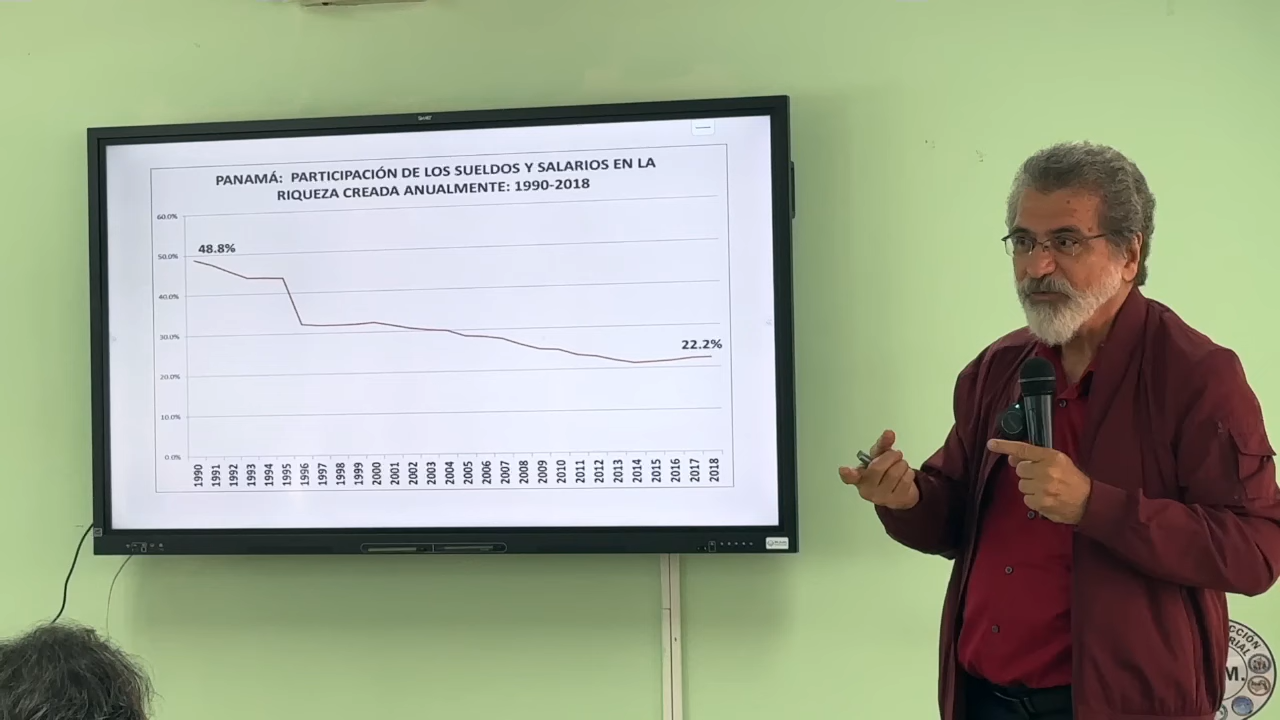 SMART
PANAMÁ: PARTICIPACIÓN DE LOS SUELDOS Y SALARIOS EN LA
RIQUEZA CREADA ANUALMENTE: 1990-2018
60.0%
50.0%
40.0%
30.0%
20.0%
10.0%
0.0%
48.8%
22.2%
1990 1991 1992 1993 1994 1995 1996 1997 1998 1999 2000 2001 2002 2003 2004 2005 2006 2007 2008 2009 2010 2011 2012 2013 2014 2015 2016 2017 2018
CCIÓN
RIAL
M.